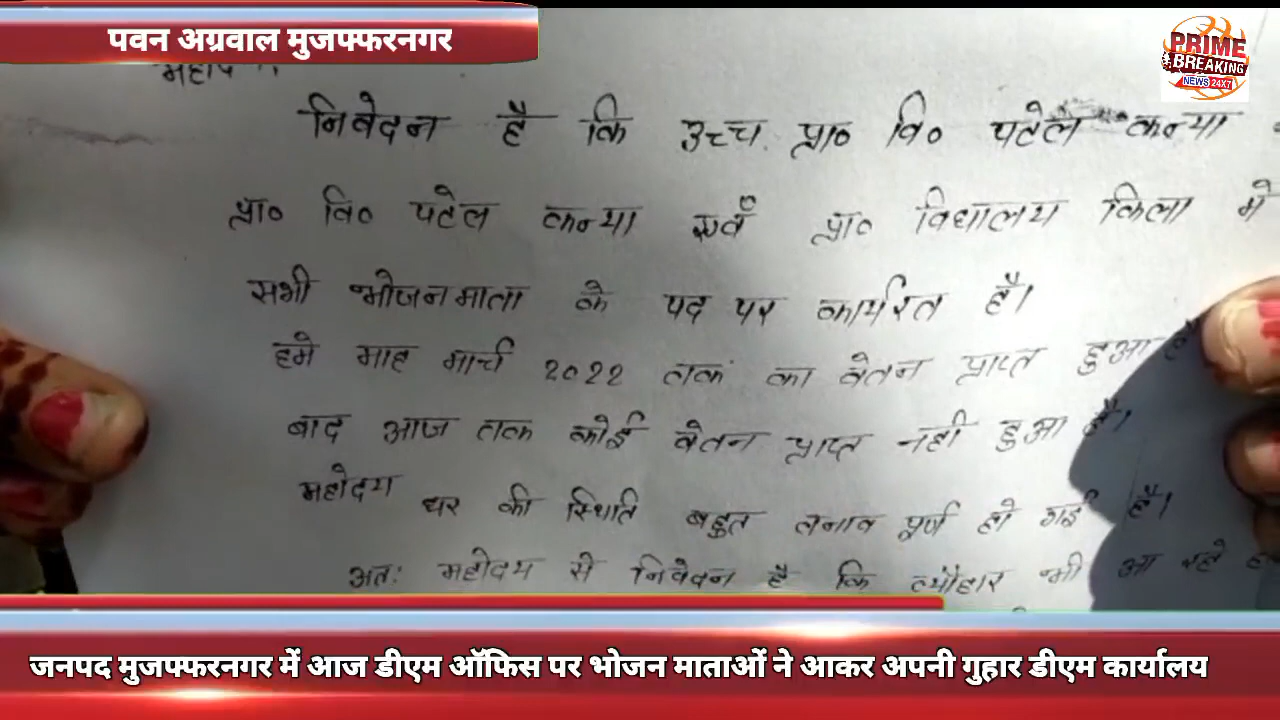 पवन अग्रवाल मुजफ्फरनगर
PRIME
BREAKING
NEWS 24X7
निवेदन है कि उच्च प्रा० वि० पटेल कन्या
प्रा० वि० पटेल कन्या एवं प्रा० विद्यालय किला मे
सभी भोजनमाता के पद पर कार्यरत है।
हमे माह मार्च 2022 तक का वेतन प्राप्त हुआ
बाद आज तक कोई वेतन प्राप्त नही हुआ है।
महोदय घर की स्थिति बहुत तनाव पूर्ण हो गई है।
अतः महोदय से निवेदन है कि त्यौहार भी आ रहे
जनपद मुजफ्फरनगर में आज डीएम ऑफिस पर भोजन माताओं ने आकर अपनी गुहार डीएम कार्यालय